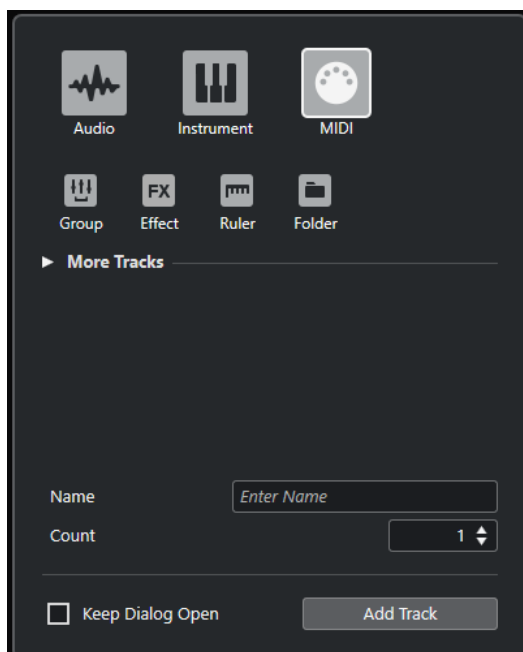 Audio Instrument MIDI
FX
Group Effect Ruler Folder
More Tracks
Name Enter Name
Count 1
Keep Dialog Open Add Track